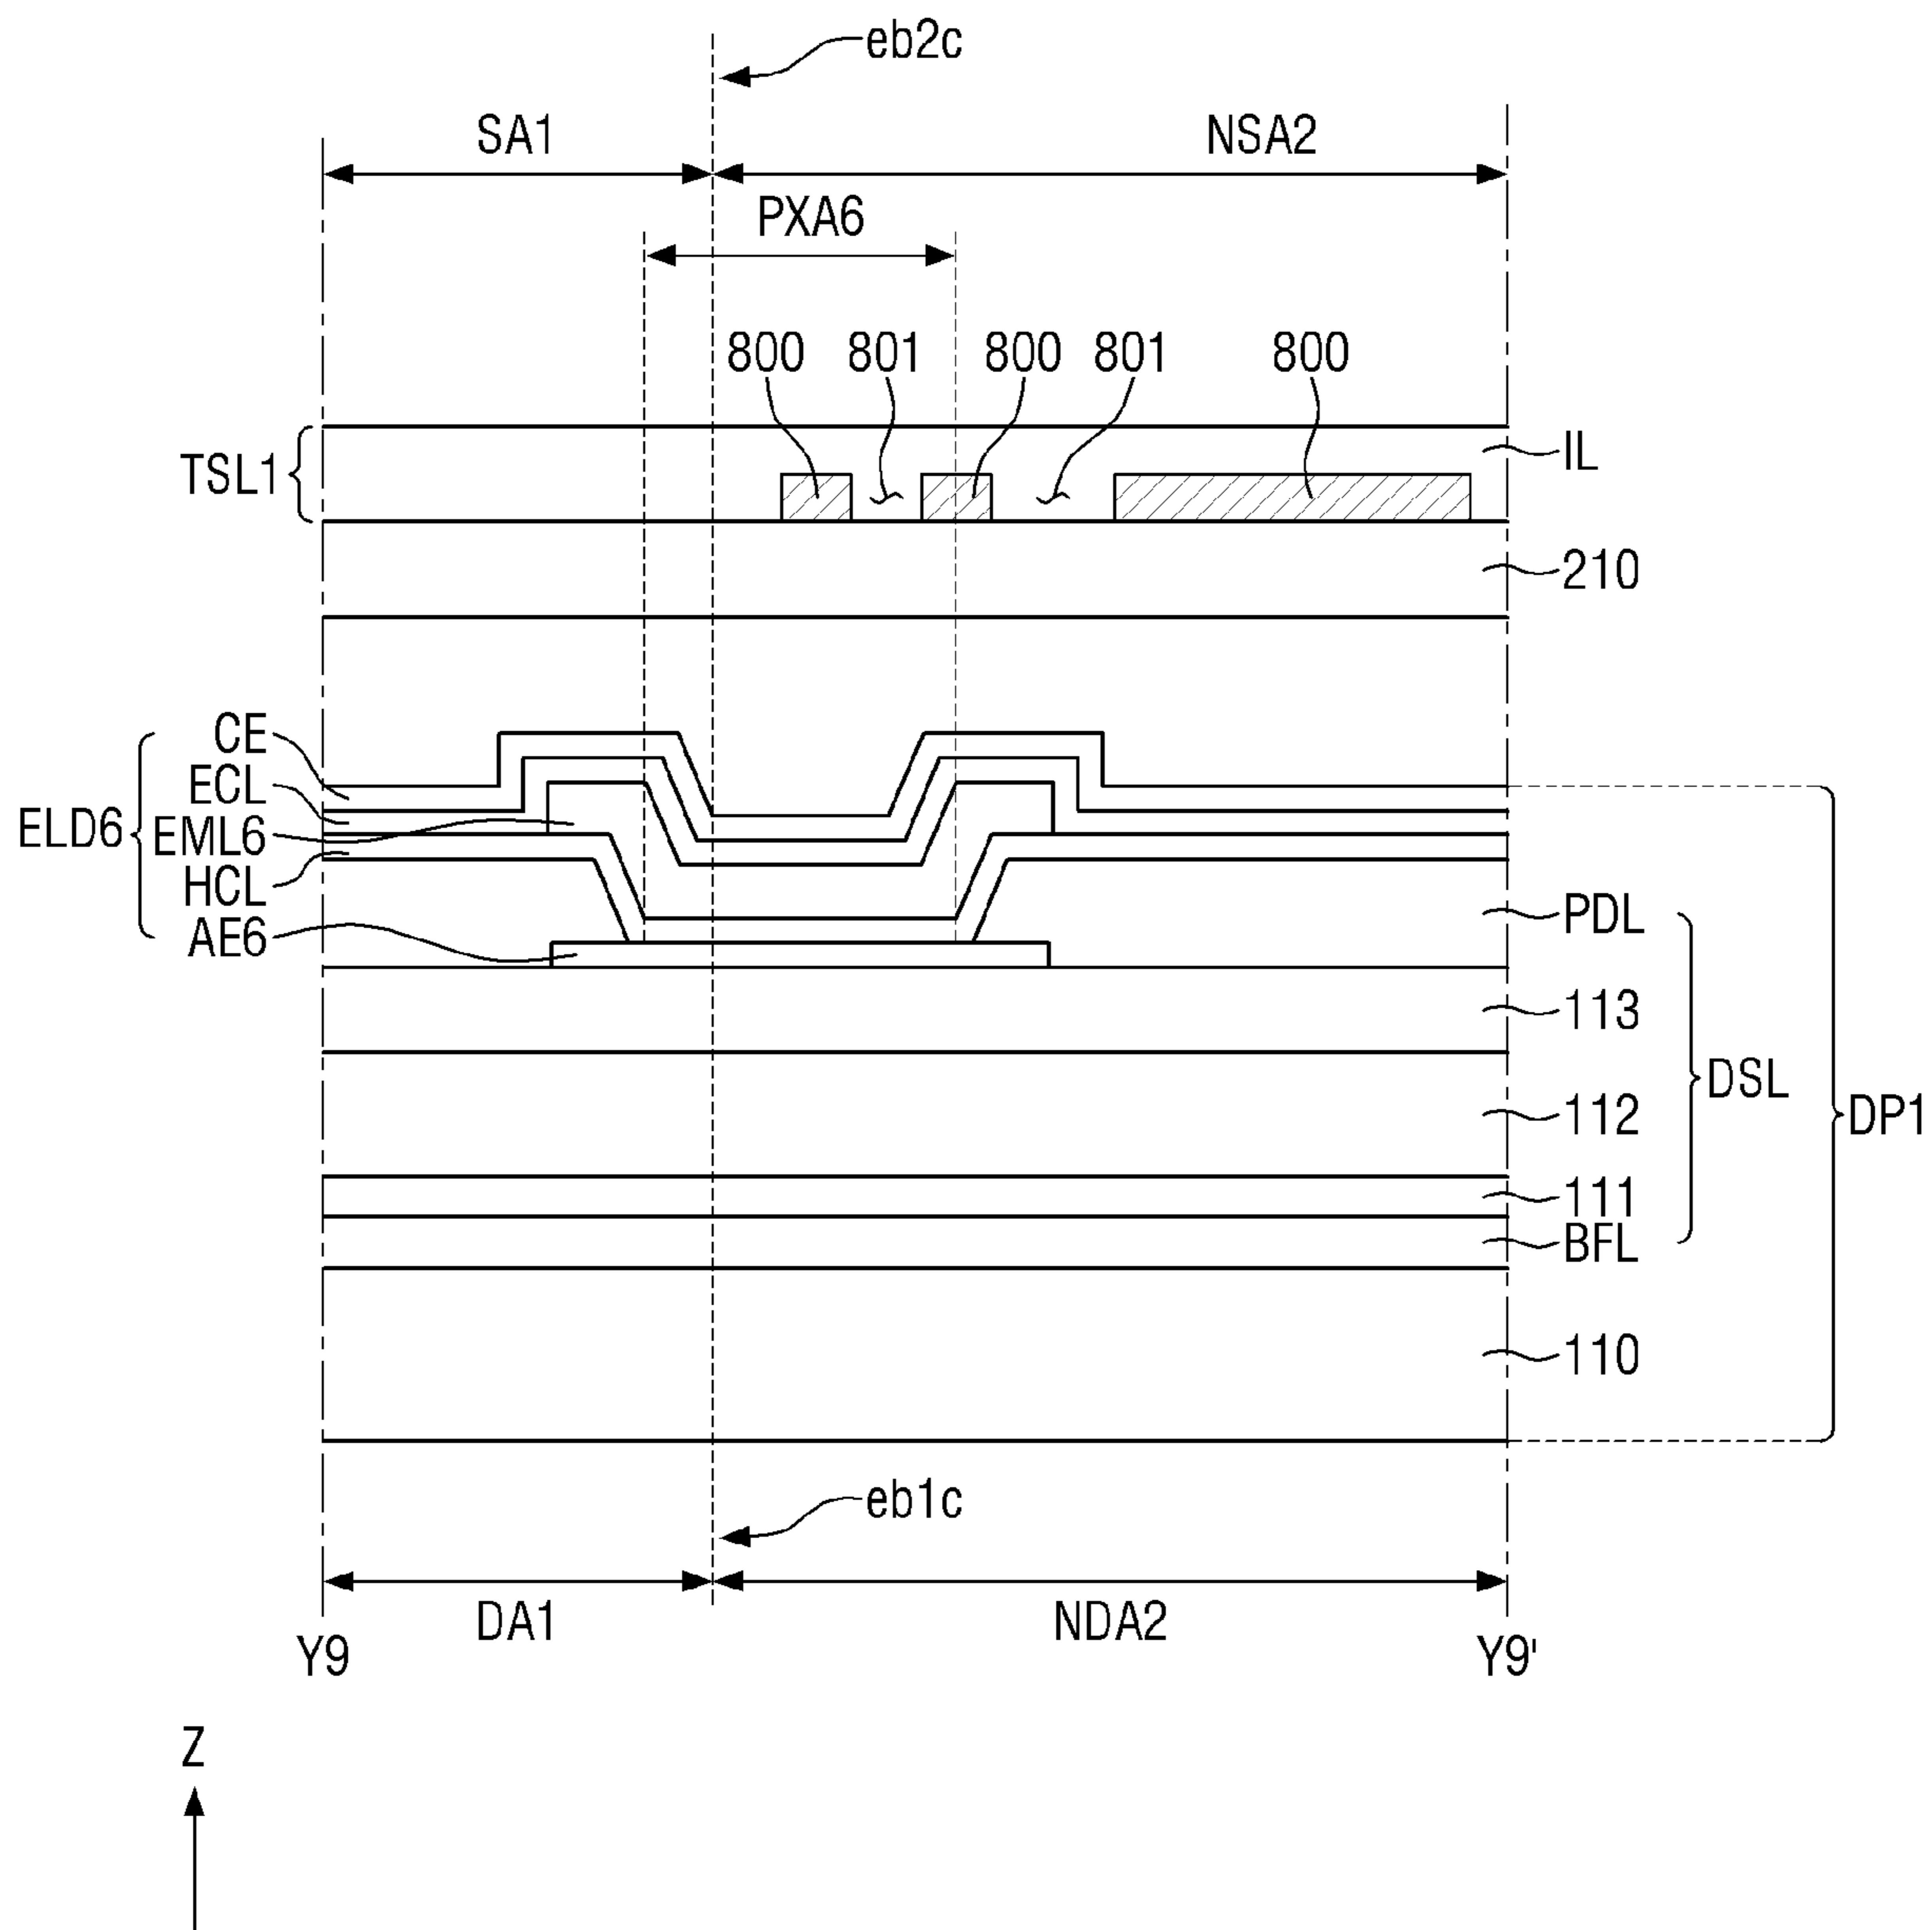 eb2c
SA1
NSA2
PXA6
800
801
800
801
800
TSL1
IL
210
CE
ECL
EML6
HCL
AE6
ELD6
PDL
113
112
111
BFL
110
DSL
DP1
eb1c
DA1
NDA2
Y9
Y9'
Z